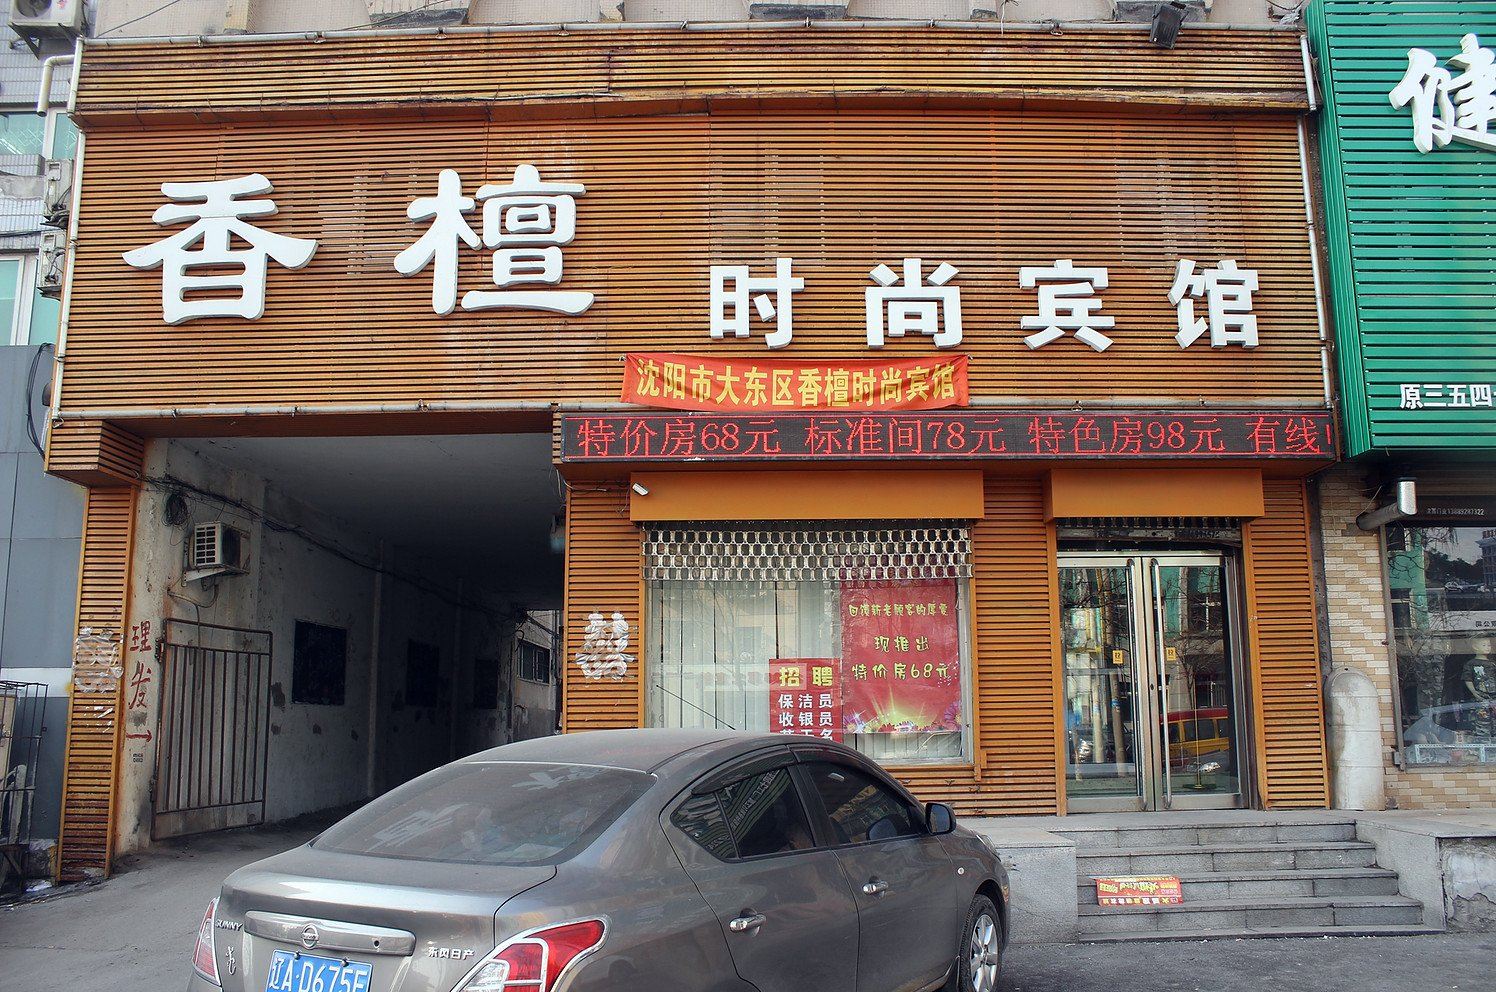 香檀 时尚宾馆
健
原三五四
沈阳市大东区香檀时尚宾馆
特价房68元 标准间78元 特色房98元 有线
回馈新老顾客的厚爱
现推出
特价房68元
招聘
保洁员
收银员
理发
SUNNY
东风日产
辽A·D675F